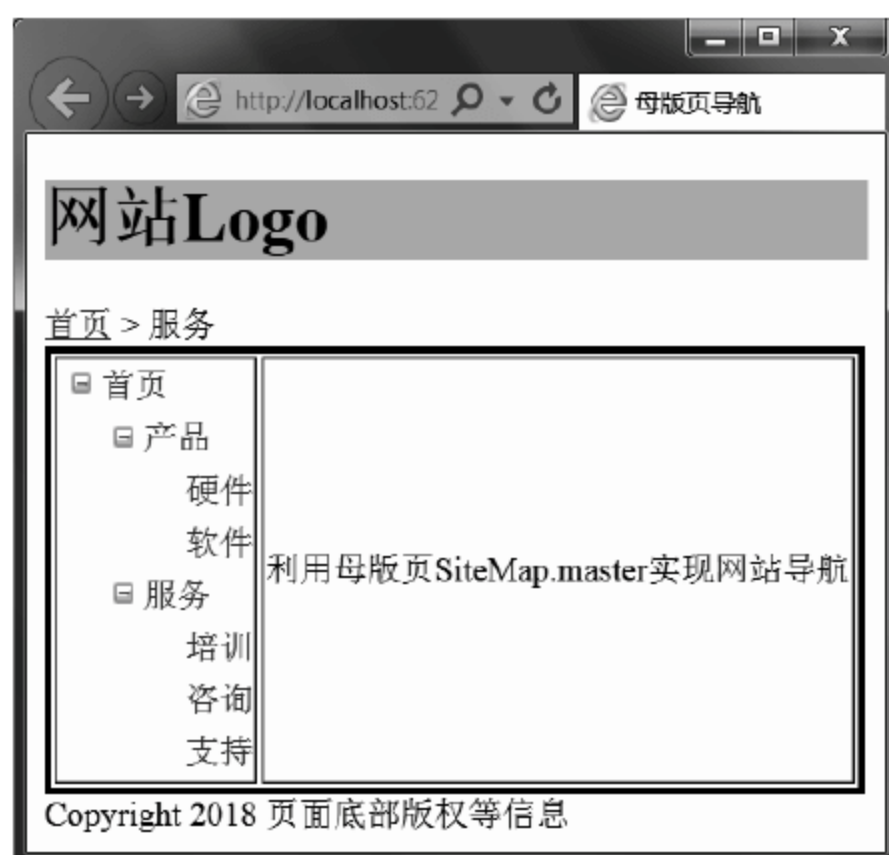 http://localhost:62
母版页导航
网站Logo
首页 > 服务
首页
产品
硬件
软件
服务
培训
咨询
支持
利用母版页SiteMap.master实现网站导航
Copyright 2018 页面底部版权等信息